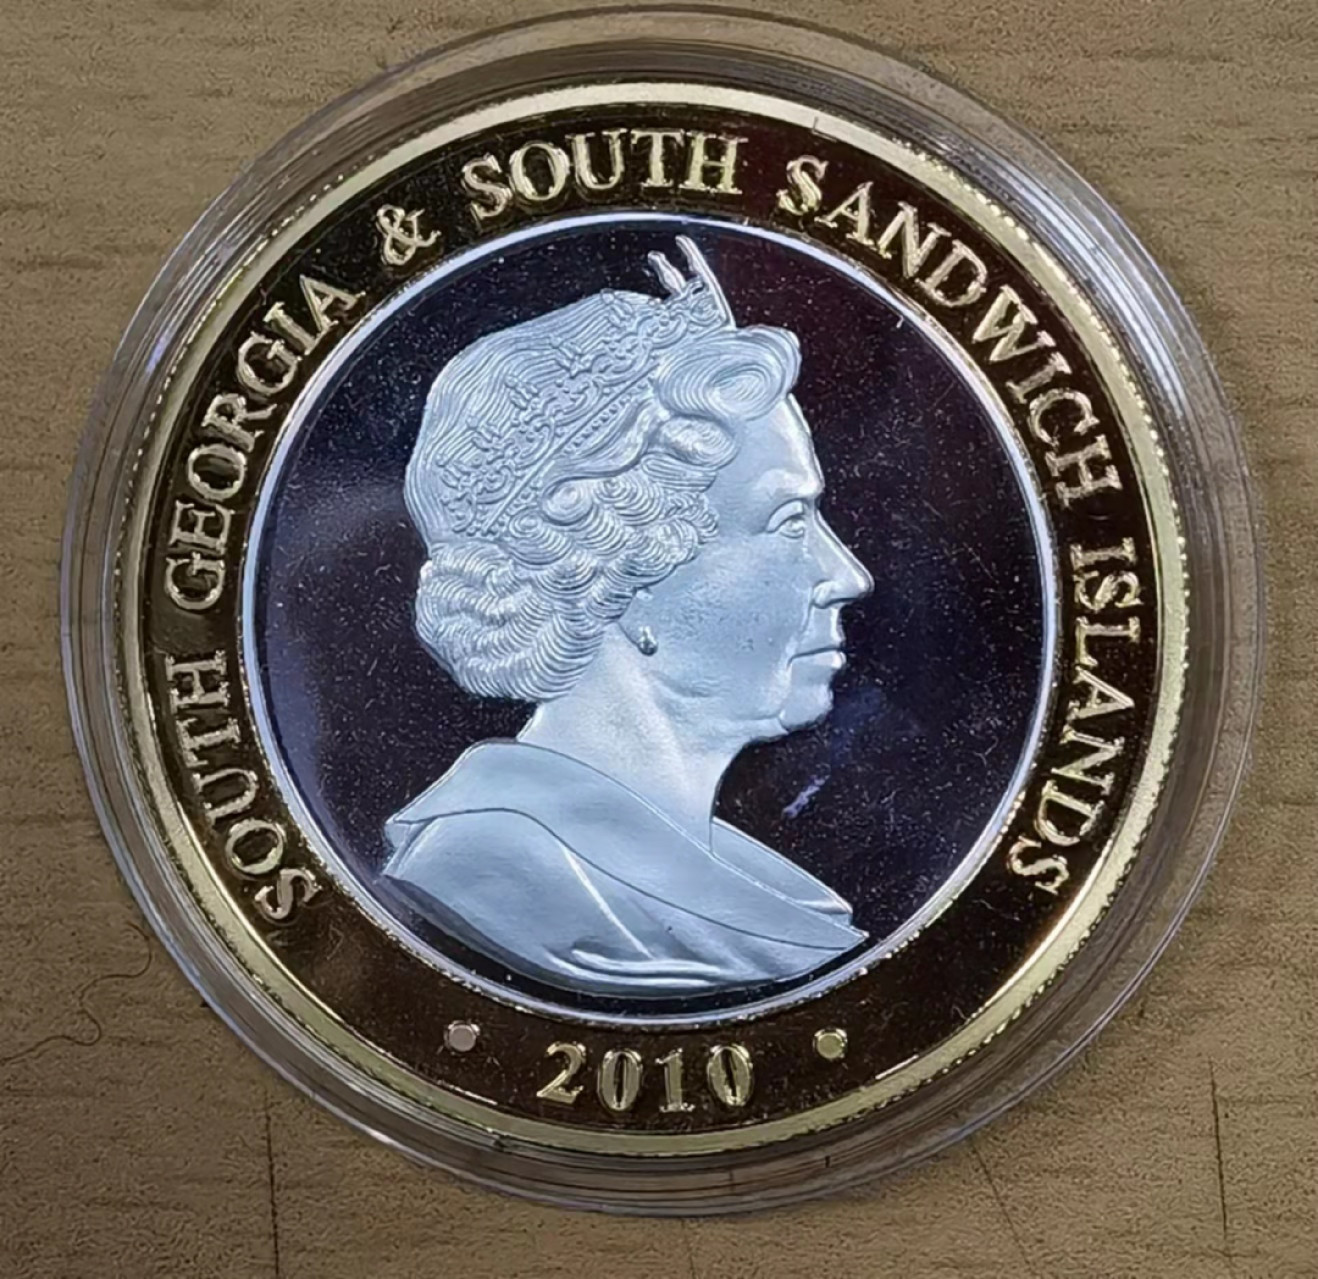 SOUTH GEORGIA & SOUTH SANDWICH ISLANDS
• 2010 •